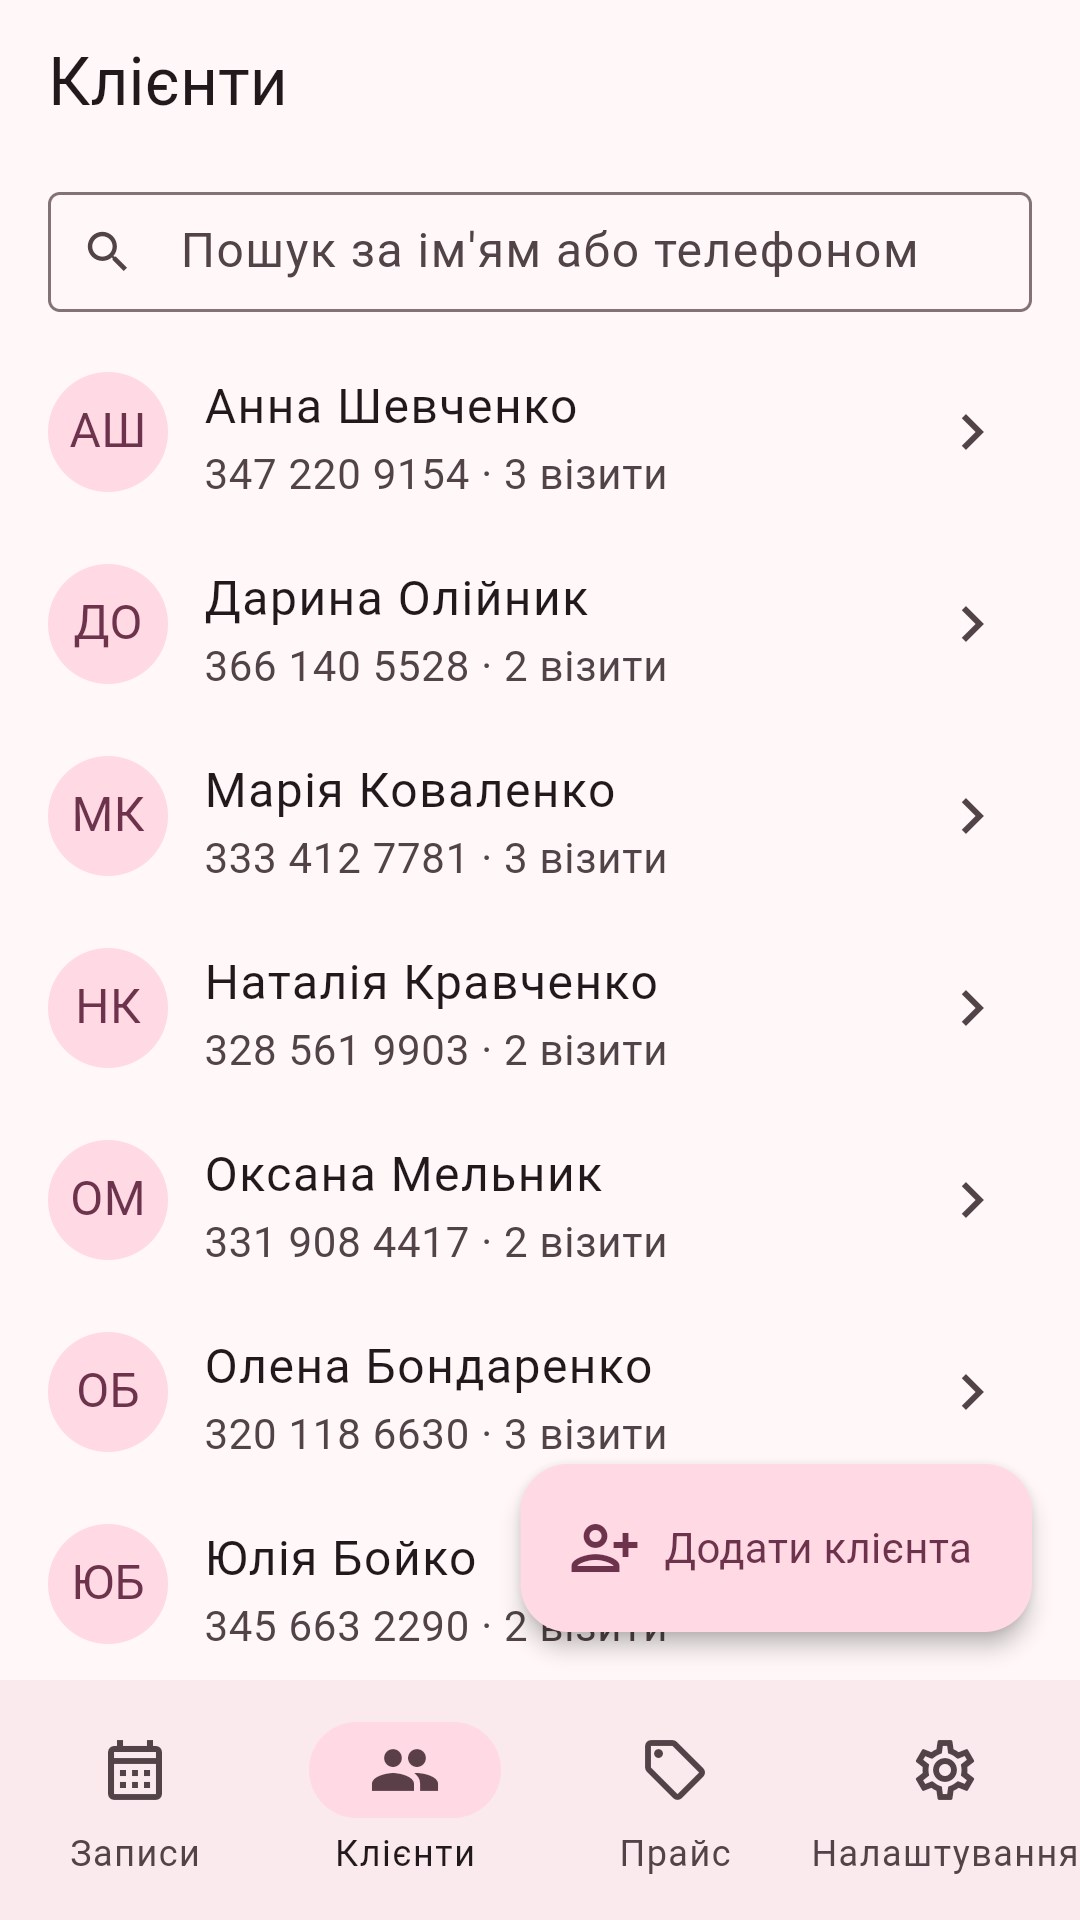 Клієнти
Пошук за ім'ям або телефоном
АШ
Анна Шевченко
347 220 9154 · 3 візити
ДО
Дарина Олійник
366 140 5528 · 2 візити
МК
Марія Коваленко
333 412 7781 · 3 візити
НК
Наталія Кравченко
328 561 9903 · 2 візити
ОМ
Оксана Мельник
331 908 4417 · 2 візити
ОБ
Олена Бондаренко
320 118 6630 · 3 візити
ЮБ
Юлія Бойко
345 663 2290 · 2 візити
Додати клієнта
Записи
Клієнти
Прайс
Налаштування